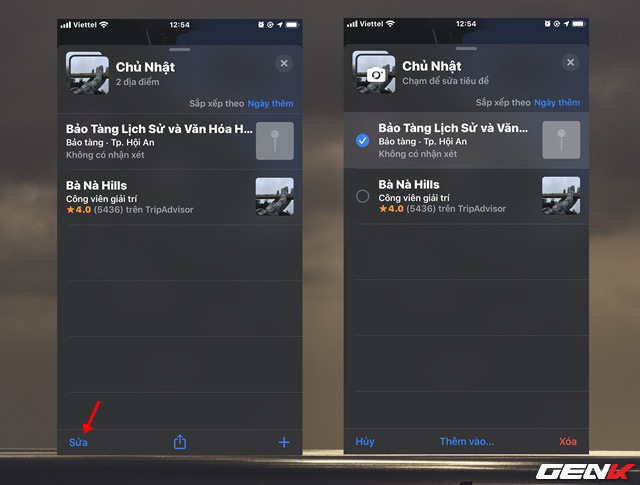 Viettel
12:54
Chủ Nhật
2 địa điểm
Sắp xếp theo Ngày thêm
Bảo Tàng Lịch Sử và Văn Hóa H...
Bảo tàng · Tp. Hội An
Không có nhận xét
Bà Nà Hills
Công viên giải trí
★4.0 (5436) trên TripAdvisor
Sửa
Viettel
12:54
Chủ Nhật
Chạm để sửa tiêu đề
Sắp xếp theo Ngày thêm
Bảo Tàng Lịch Sử và Văn...
Bảo tàng · Tp. Hội An
Không có nhận xét
Bà Nà Hills
Công viên giải trí
★4.0 (5436) trên TripAdvisor
Hủy
Thêm vào...
Xóa
GENK